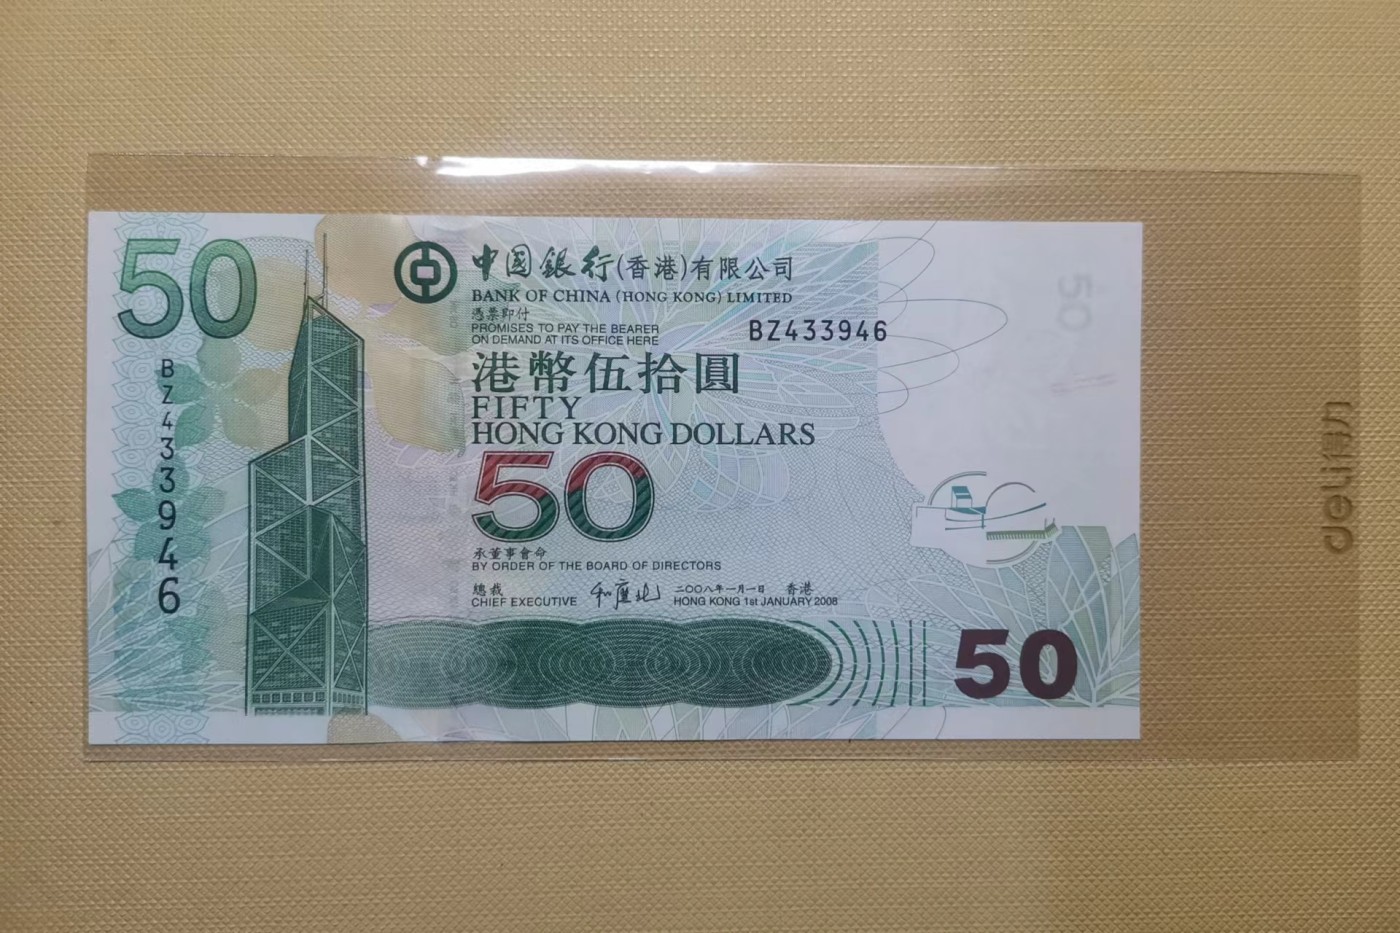 50
中国銀行(香港)有限公司
BANK OF CHINA (HONG KONG) LIMITED
憑票即付
PROMISES TO PAY THE BEARER
ON DEMAND AT ITS OFFICE HERE
BZ433946
BZ433946
港幣伍拾圓
FIFTY
HONG KONG DOLLARS
50
承董事會命
BY ORDER OF THE BOARD OF DIRECTORS
總裁
CHIEF EXECUTIVE
和廣北
二〇〇八年一月一日 香港
HONG KONG 1st JANUARY 2008
50
50
deli得力